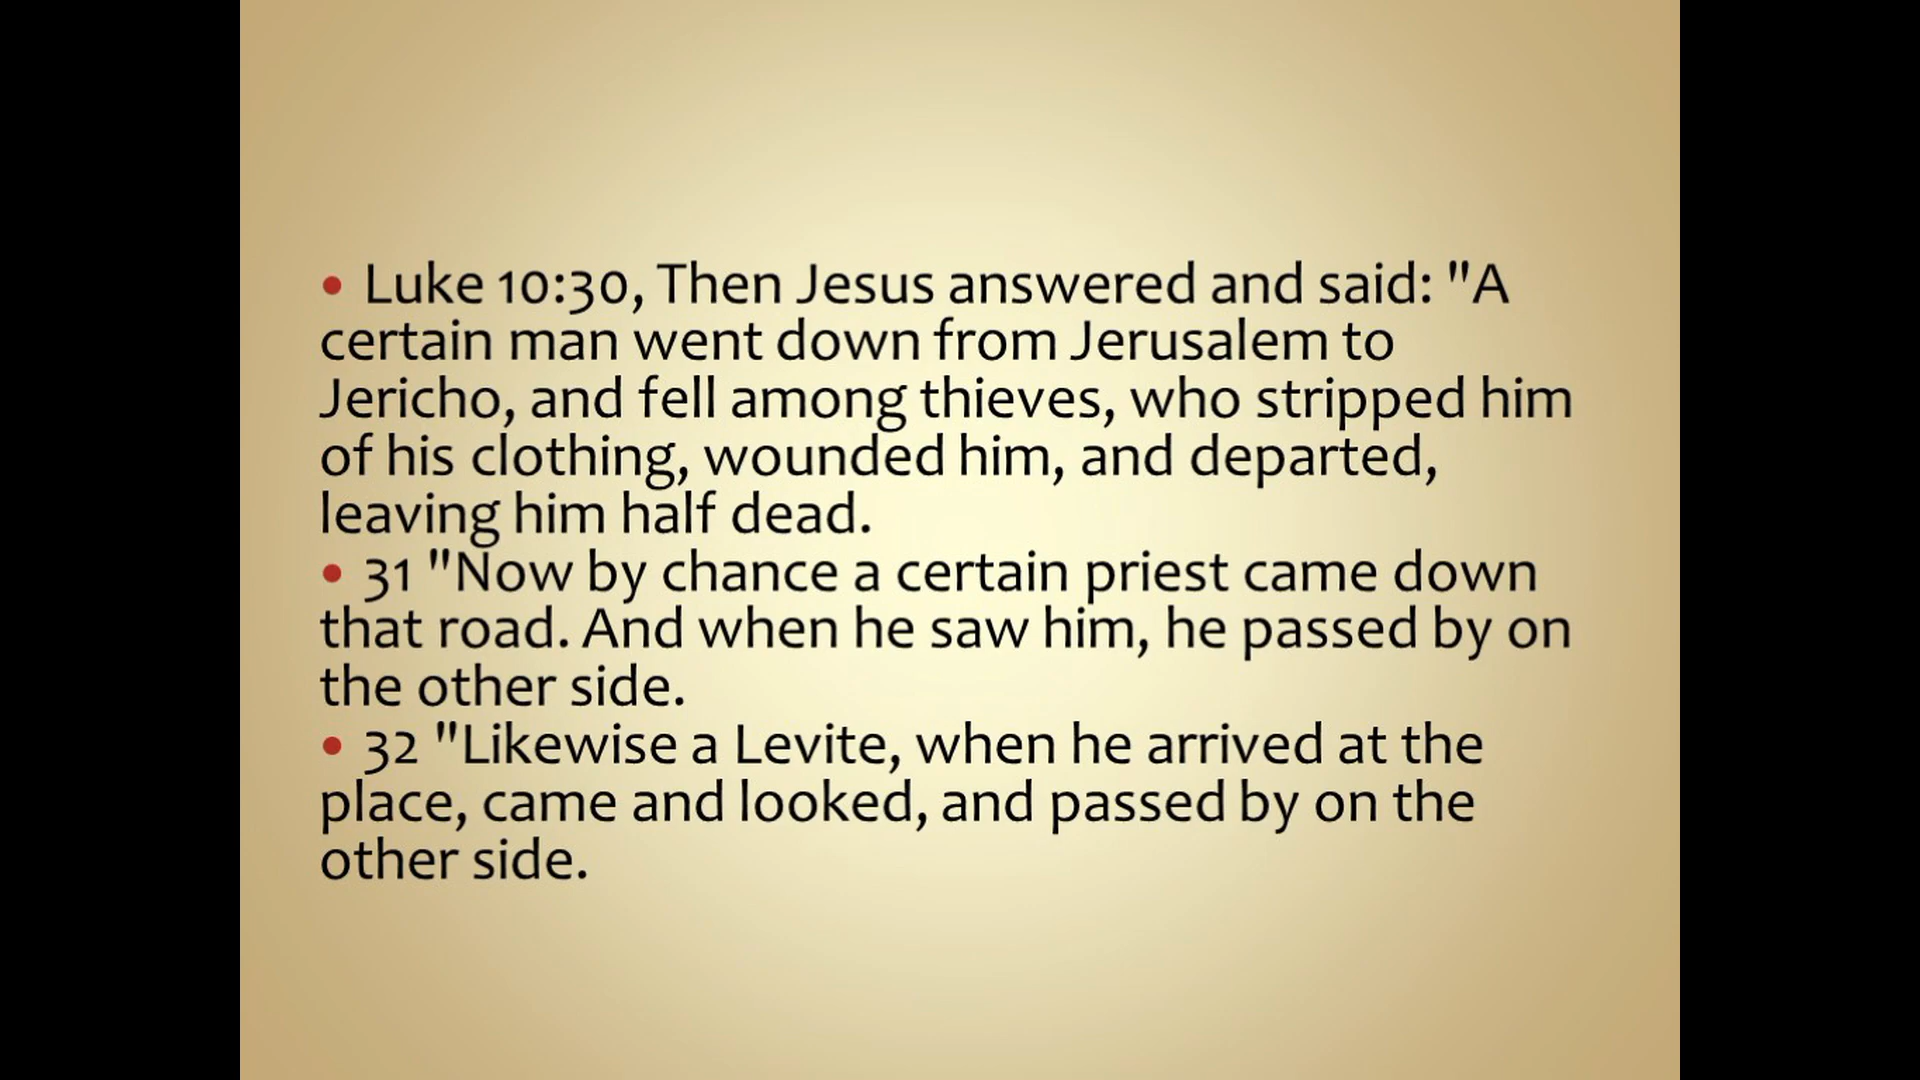 • Luke 10:30, Then Jesus answered and said: "A
certain man went down from Jerusalem to
Jericho, and fell among thieves, who stripped him
of his clothing, wounded him, and departed,
leaving him half dead.
• 31 "Now by chance a certain priest came down
that road. And when he saw him, he passed by on
the other side.
• 32 "Likewise a Levite, when he arrived at the
place, came and looked, and passed by on the
other side.